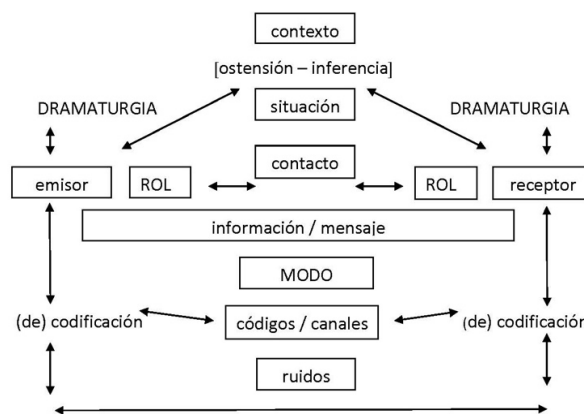 contexto
[ostensión – inferencia]
DRAMATURGIA situación DRAMATURGIA
contacto
emisor ROL ROL receptor
información / mensaje
MODO
(de) codificación códigos / canales (de) codificación
ruidos